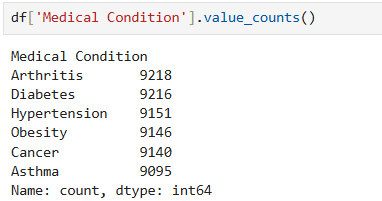 df['Medical Condition'].value_counts()
Medical Condition
Arthritis       9218
Diabetes        9216
Hypertension    9151
Obesity         9146
Cancer          9140
Asthma          9095
Name: count, dtype: int64